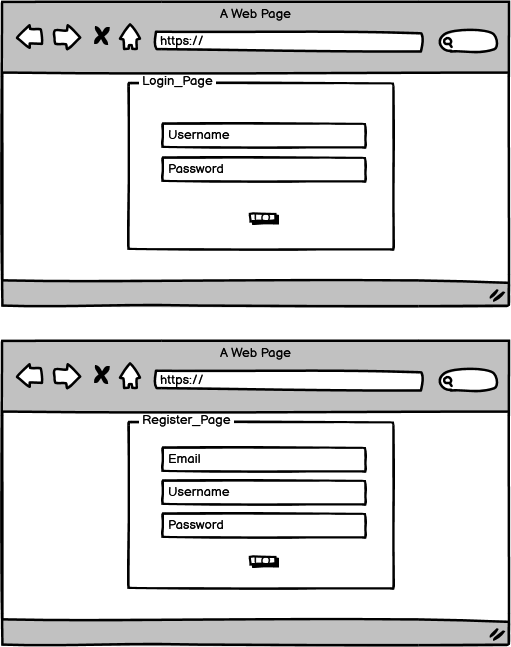 A Web Page
https://
Login_Page
Username
Password
A Web Page
https://
Register_Page
Email
Username
Password